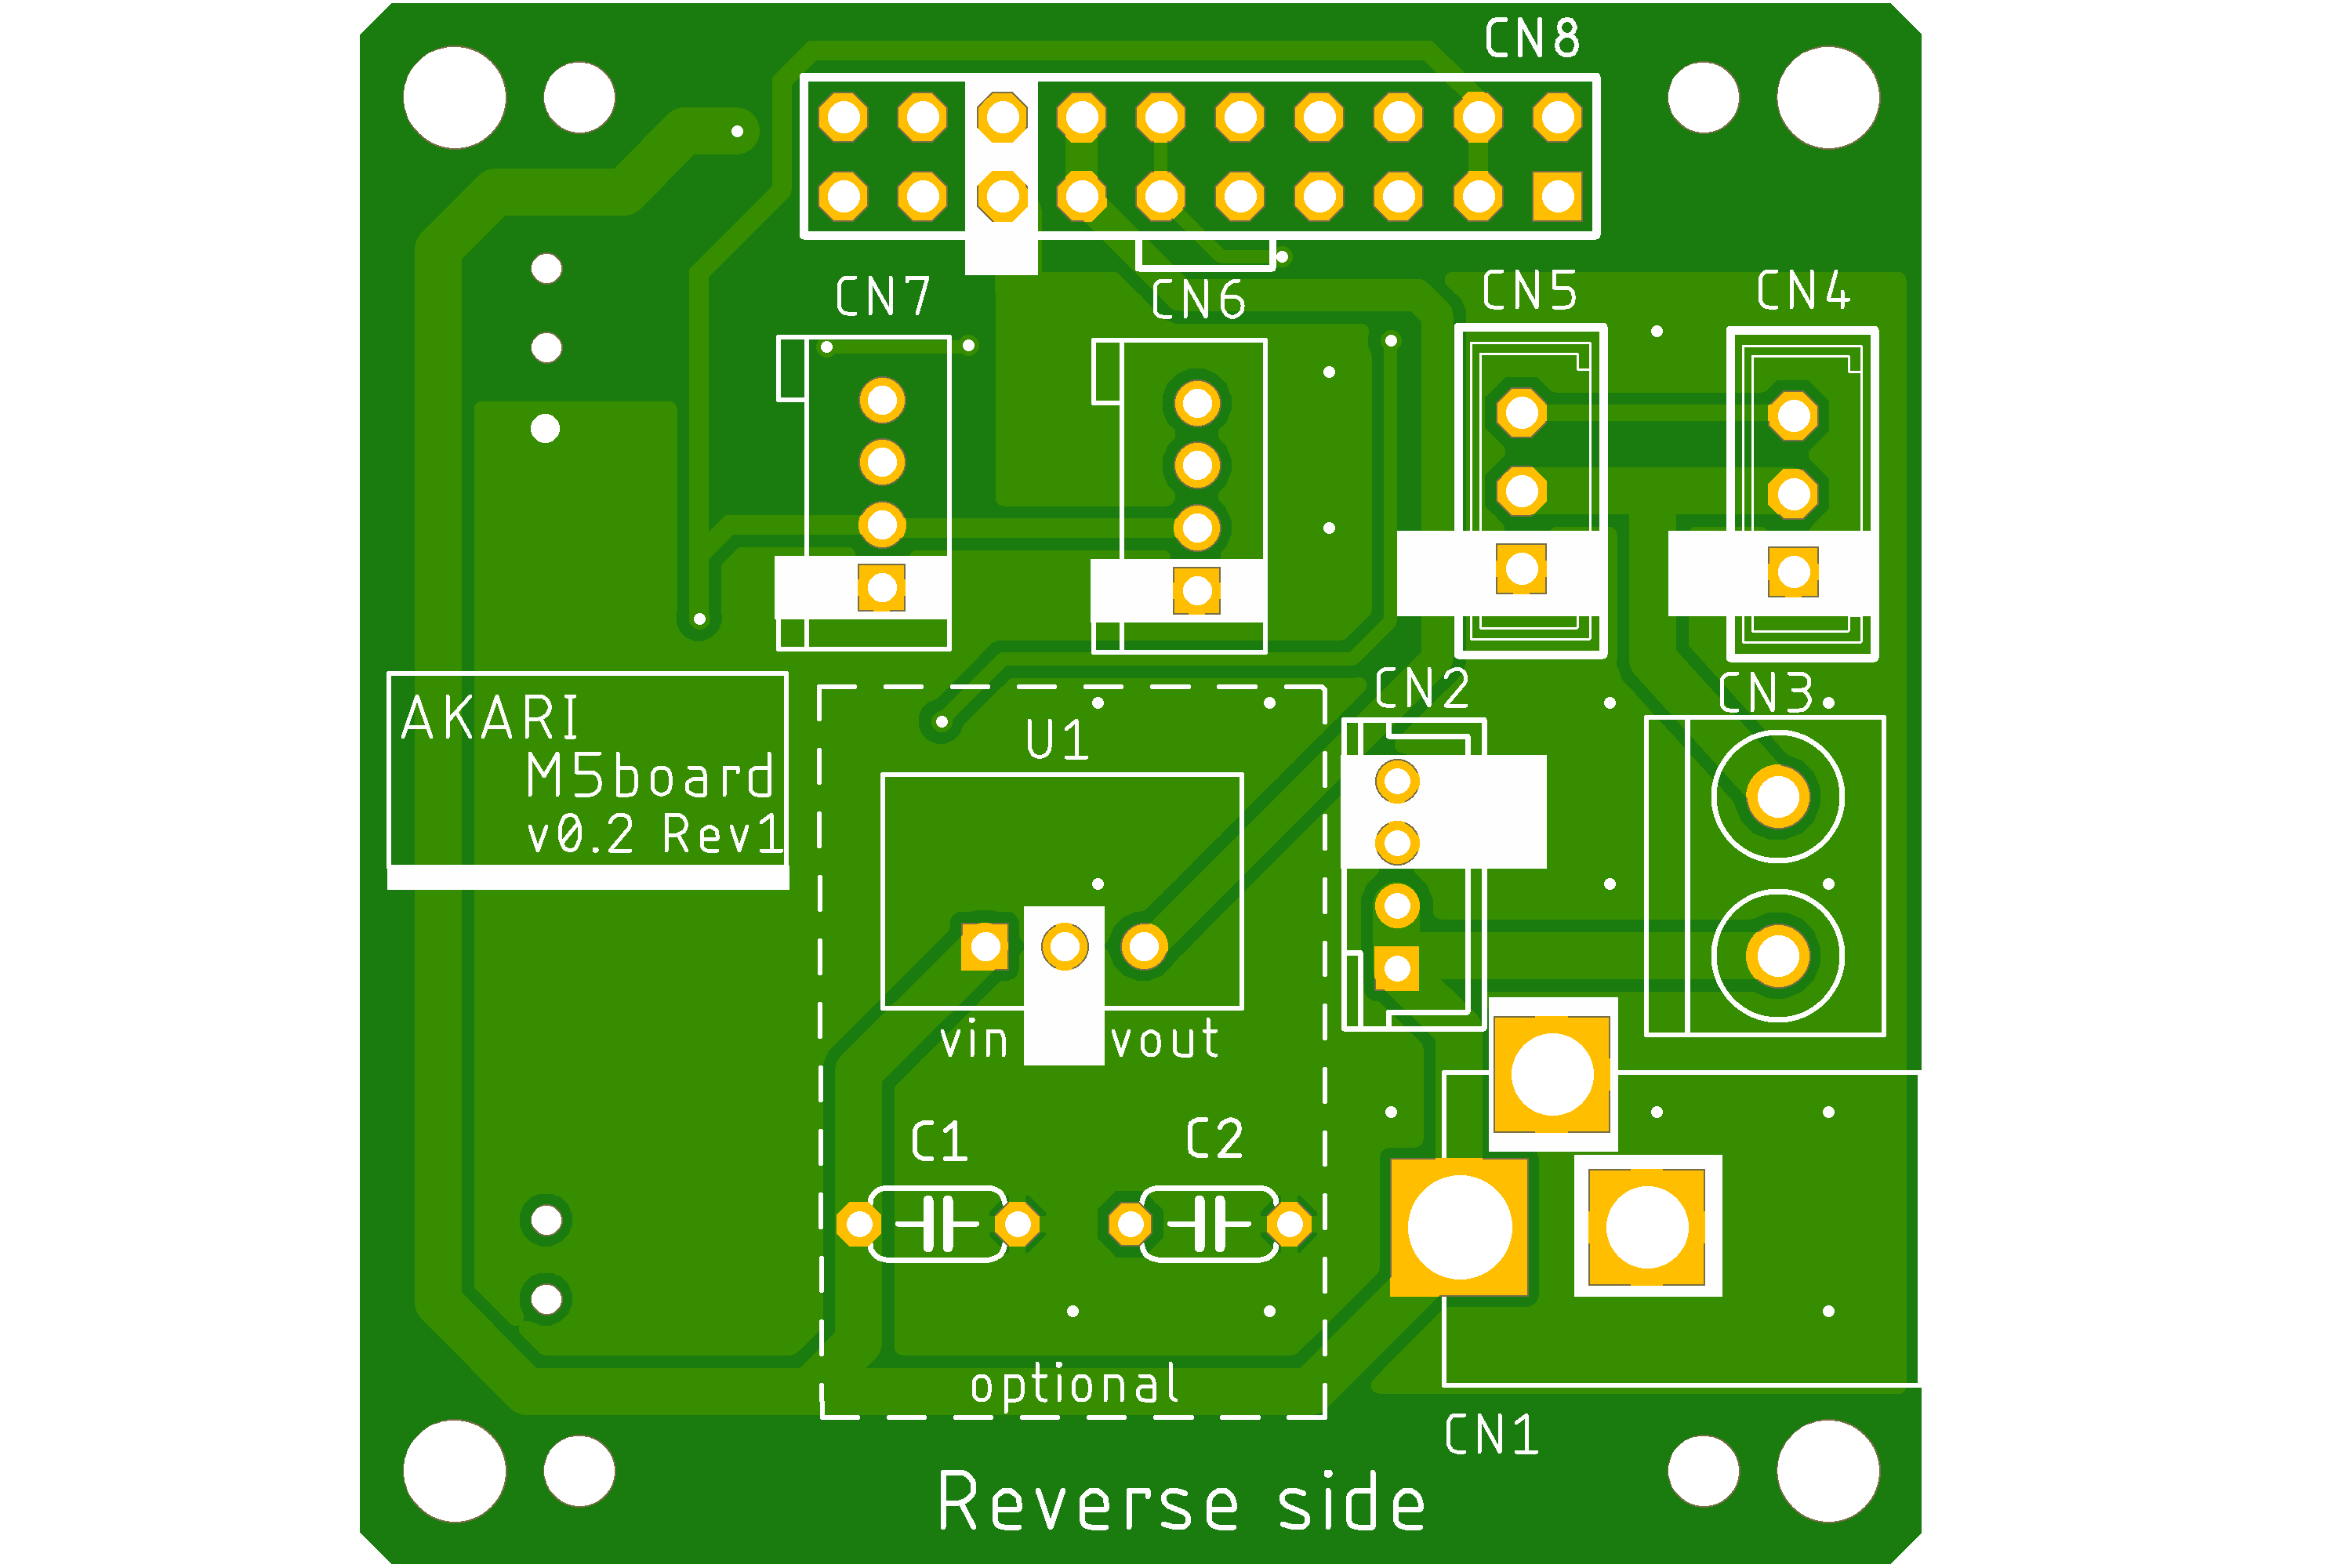 CN8
CN7
CN6
CN5
CN4
AKARI
M5board
v0.2 Rev1
U1
CN2
CN3
vin
vout
C1
C2
optional
CN1
Reverse side